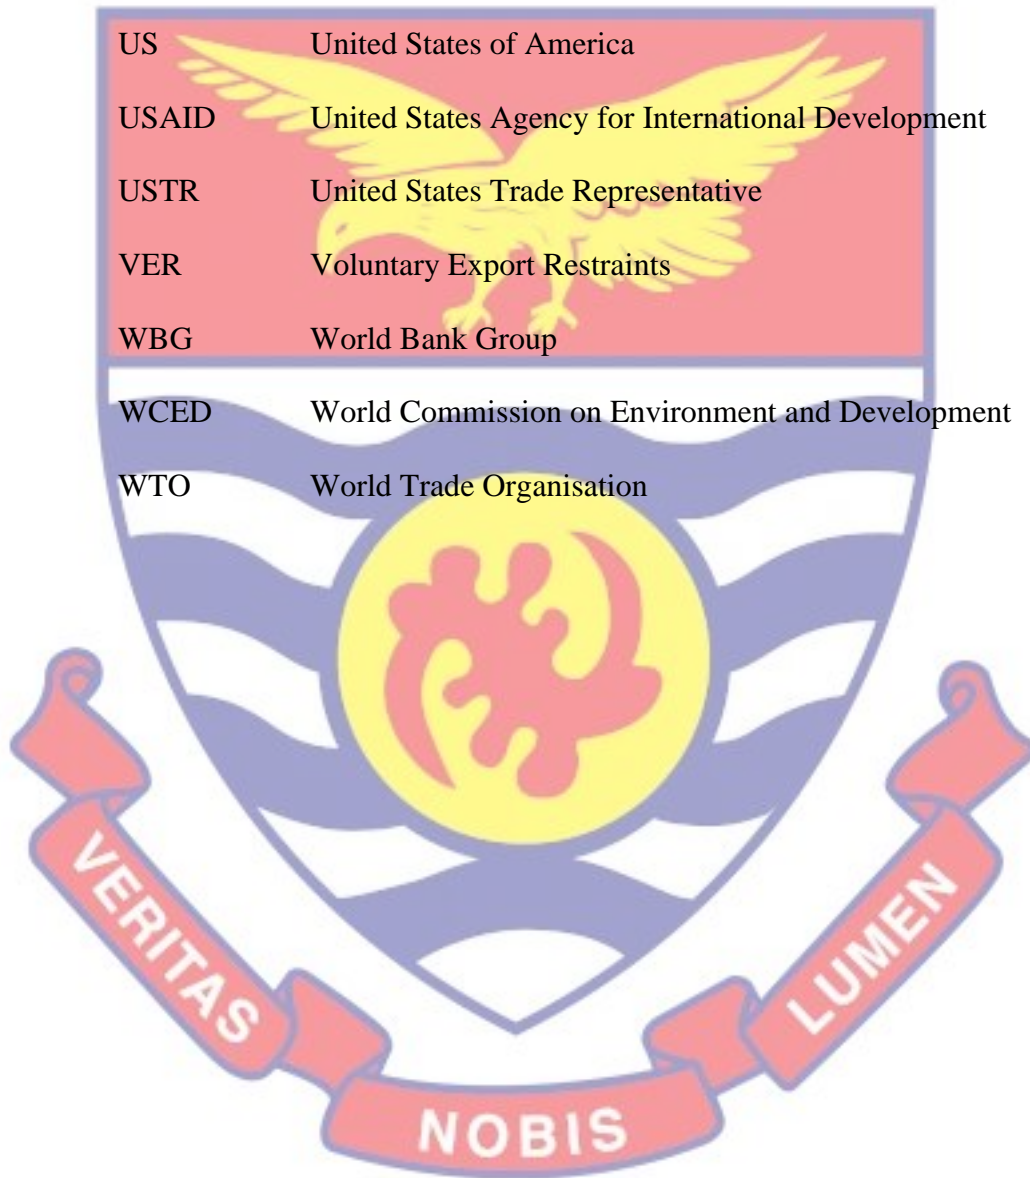 US United States of America
USAID United States Agency for International Development
USTR United States Trade Representative
VER Voluntary Export Restraints
WBG World Bank Group
WCED World Commission on Environment and Development
WTO World Trade Organisation
VERITAS
NOBIS
LUMEN